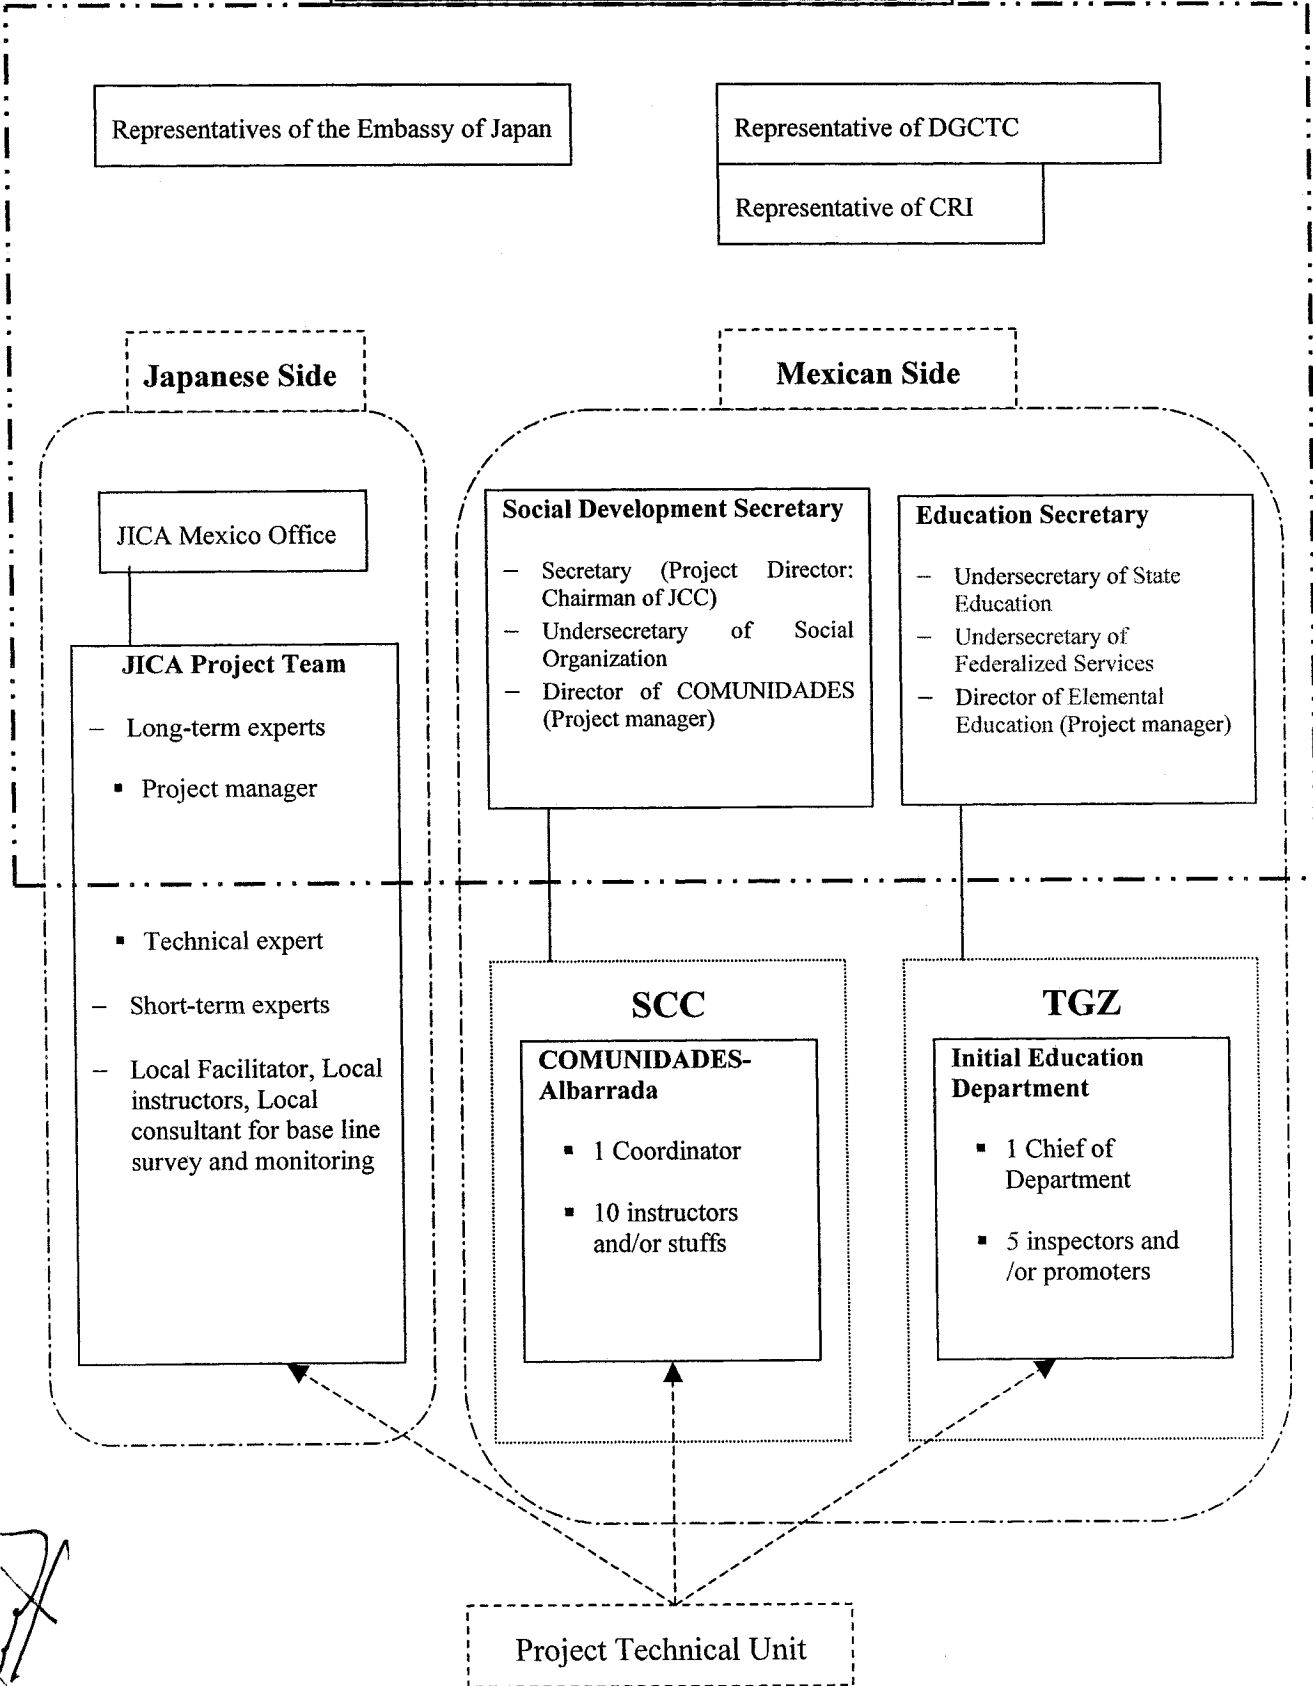 Representatives of the Embassy of Japan
Representative of DGCTC
Representative of CRI
Japanese Side
Mexican Side
JICA Mexico Office
JICA Project Team
– Long-term experts
▪ Project manager
▪ Technical expert
– Short-term experts
– Local Facilitator, Local
instructors, Local
consultant for base line
survey and monitoring
Social Development Secretary
– Secretary (Project Director:
Chairman of JCC)
– Undersecretary of Social
Organization
– Director of COMUNIDADES
(Project manager)
Education Secretary
– Undersecretary of State
Education
– Undersecretary of
Federalized Services
– Director of Elemental
Education (Project manager)
SCC
COMUNIDADES-
Albarrada
▪ 1 Coordinator
▪ 10 instructors
and/or stuffs
TGZ
Initial Education
Department
▪ 1 Chief of
Department
▪ 5 inspectors and
/or promoters
Project Technical Unit